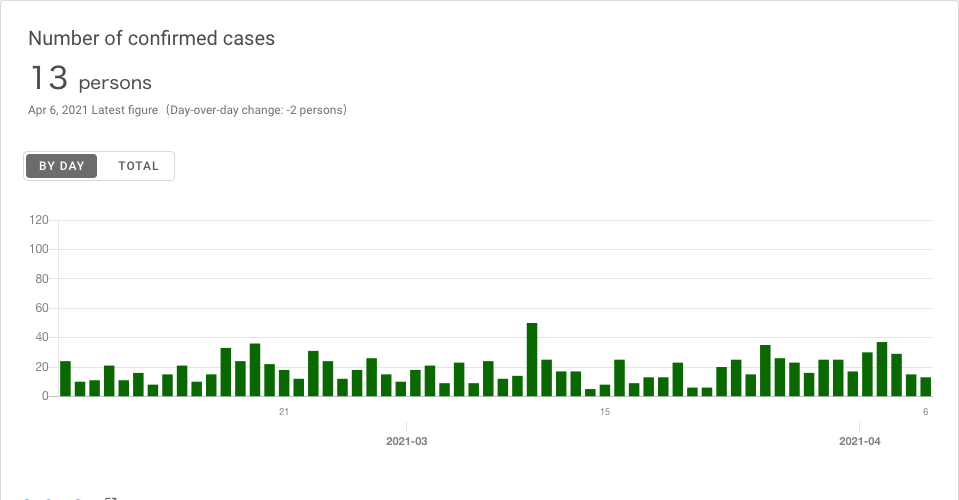 Number of confirmed cases
13 persons
Apr 6, 2021 Latest figure（Day-over-day change: -2 persons）
BY DAY TOTAL
120
100
80
60
40
20
0
21 15 6
2021-03 2021-04